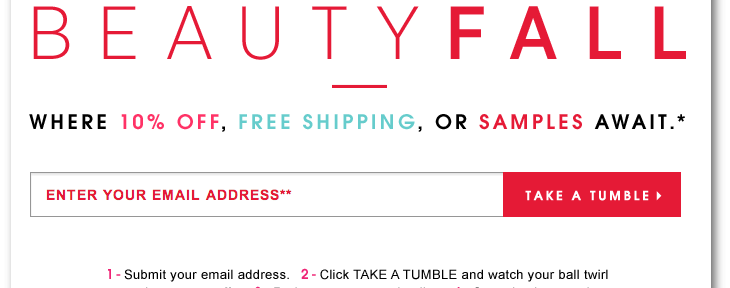 BEAUTYFALL
WHERE 10% OFF, FREE SHIPPING, OR SAMPLES AWAIT.*
ENTER YOUR EMAIL ADDRESS**
TAKE A TUMBLE
1 - Submit your email address. 2 - Click TAKE A TUMBLE and watch your ball twirl